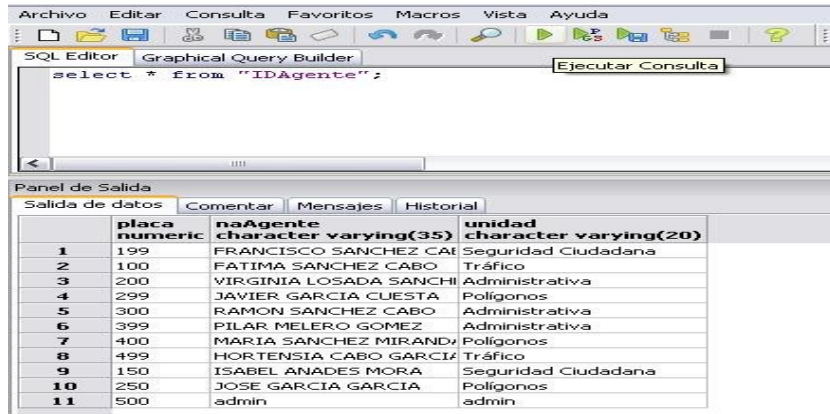 Archivo Editar Consulta Favoritos Macros Vista Ayuda
SQL Editor Graphical Query Builder
Ejecutar Consulta
select * from "IDAgente";
Panel de Salida
Salida de datos Comentar Mensajes Historial
placa naAgente unidad
numeric character varying(35) character varying(20)
1 199 FRANCISCO SANCHEZ CAE Seguridad Ciudadana
2 100 FATIMA SANCHEZ CABO Tráfico
3 200 VIRGINIA LOSADA SANCHI Administrativa
4 299 JAVIER GARCIA CUESTA Polígonos
5 300 RAMON SANCHEZ CABO Administrativa
6 399 PILAR MELERO GOMEZ Administrativa
7 400 MARIA SANCHEZ MIRAND Polígonos
8 499 HORTENSIA CABO GARCI Tráfico
9 150 ISABEL ANADES MORA Seguridad Ciudadana
10 250 JOSE GARCIA GARCIA Polígonos
11 500 admin admin